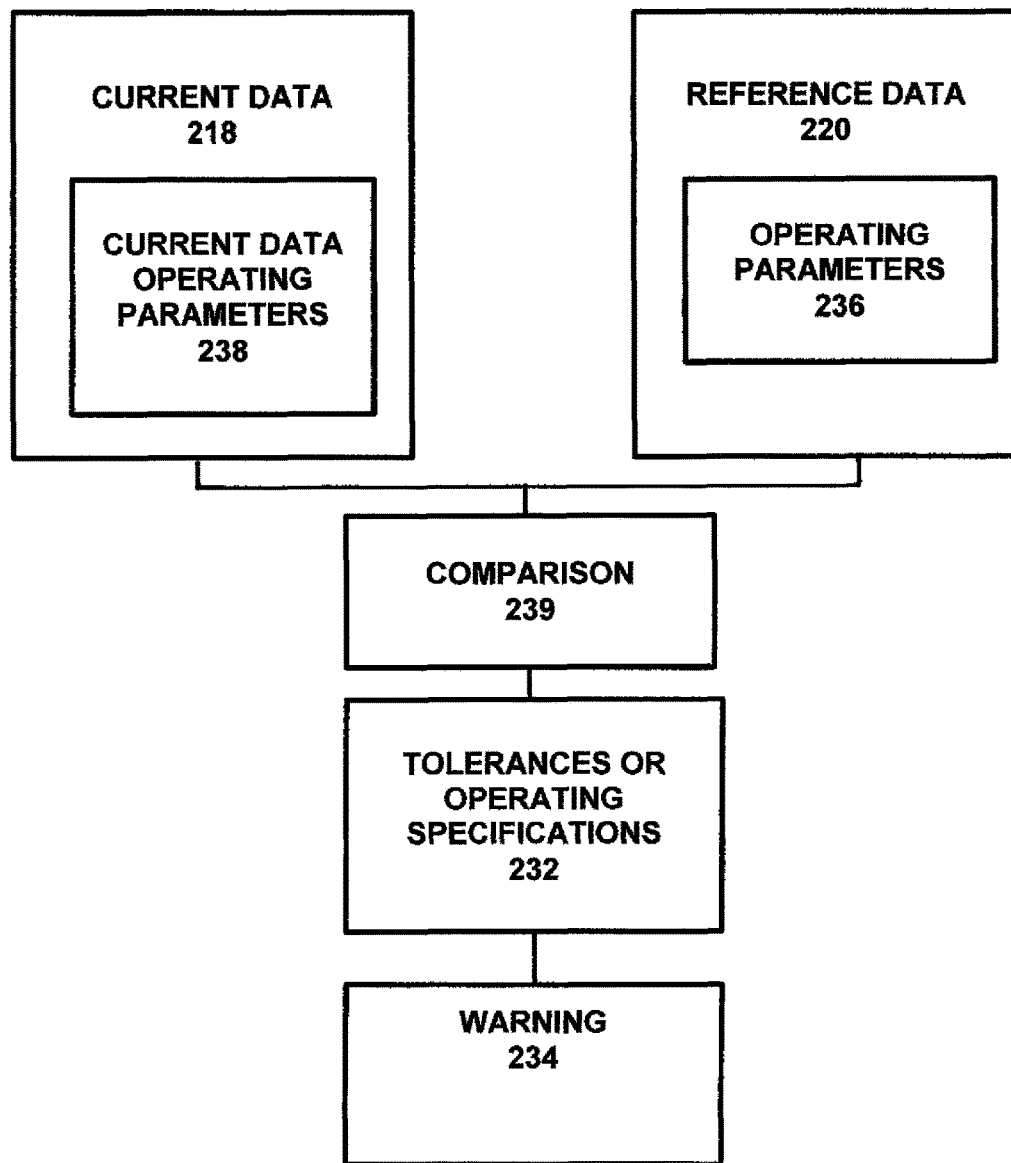 CURRENT DATA
218
CURRENT DATA
OPERATING
PARAMETERS
238
REFERENCE DATA
220
OPERATING
PARAMETERS
236
COMPARISON
239
TOLERANCES OR
OPERATING
SPECIFICATIONS
232
WARNING
234